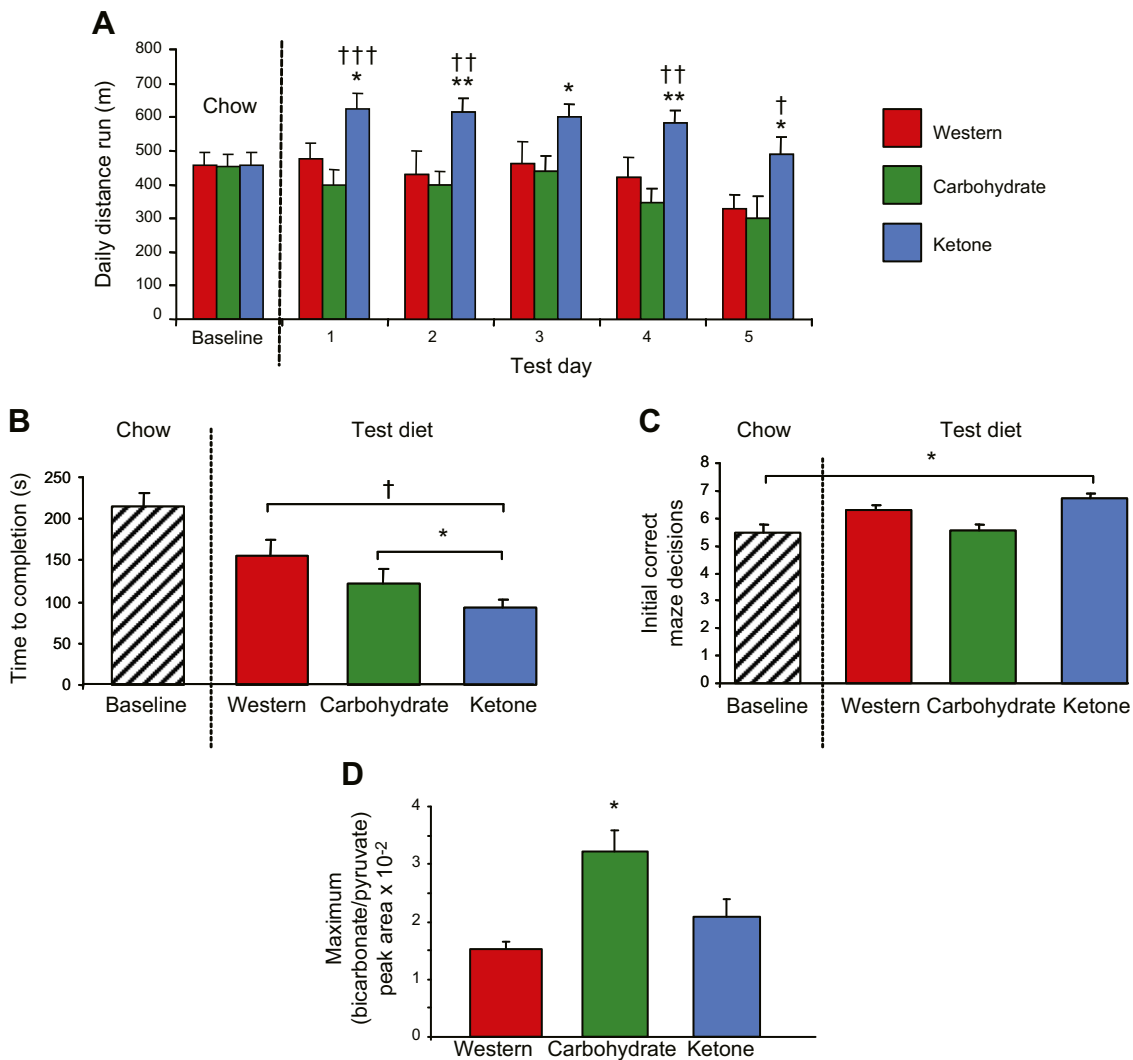 A
Daily distance run (m)
800
700
600
500
400
300
200
100
0
Chow
†††
*
††
**
*
††
**
†
*
Baseline
1
2
3
4
5
Test day
Western
Carbohydrate
Ketone
B
Chow
Test diet
Time to completion (s)
250
200
150
100
50
0
†
*
Baseline
Western
Carbohydrate
Ketone
C
Chow
Test diet
Initial correct
maze decisions
8
7
6
5
4
3
2
1
0
*
Baseline
Western
Carbohydrate
Ketone
D
Maximum
(bicarbonate/pyruvate)
peak area x 10-2
4
3
2
1
0
*
Western
Carbohydrate
Ketone